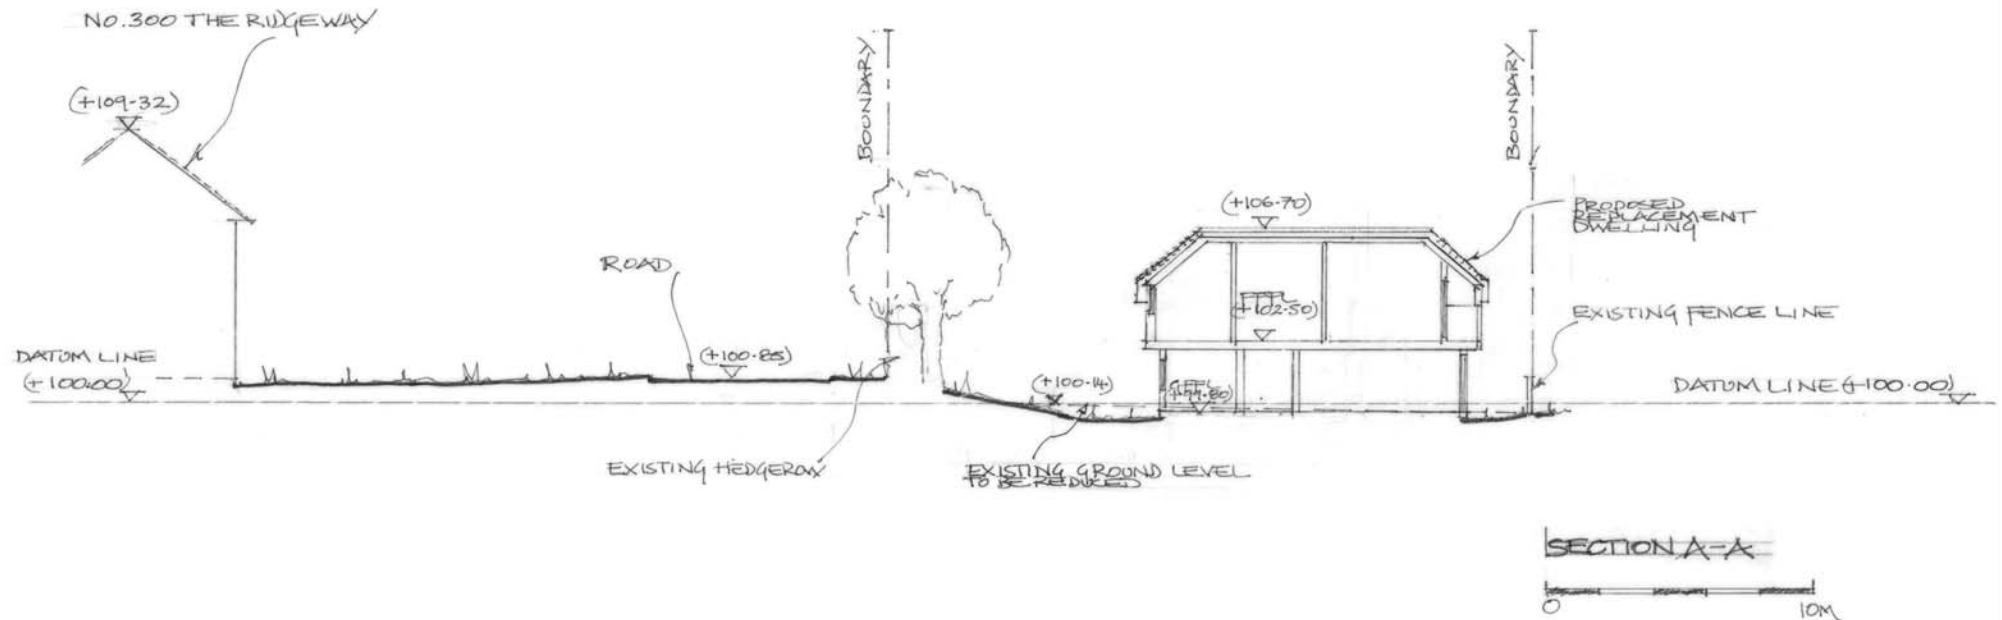 NO.300 THE RIDGEWAY
(+109.32)
BOUNDARY
BOUNDARY
(+106.70)
PROPOSED
REPLACEMENT
DWELLING
ROAD
FFL
(+102.50)
EXISTING FENCE LINE
DATUM LINE
(+100.00)
(+100.85)
(+100.14)
GFFL
+99.80)
DATUM LINE (+100.00)
EXISTING HEDGEROW
EXISTING GROUND LEVEL
TO BE REDUCED
SECTION A-A
0 10M